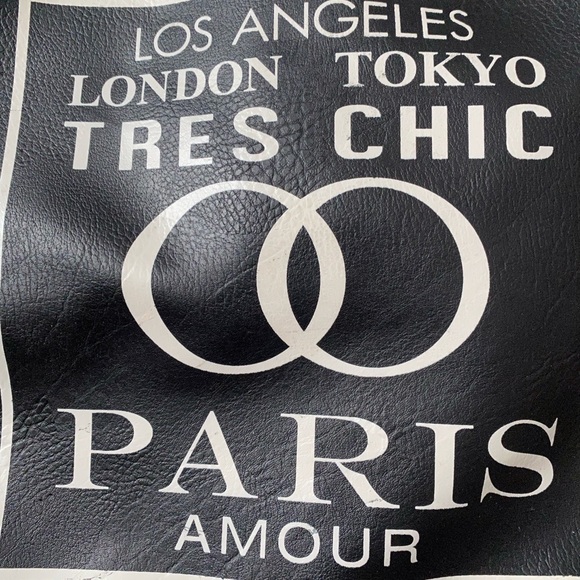 LOS ANGELES
LONDON TOKYO
TRES CHIC
PARIS
AMOUR